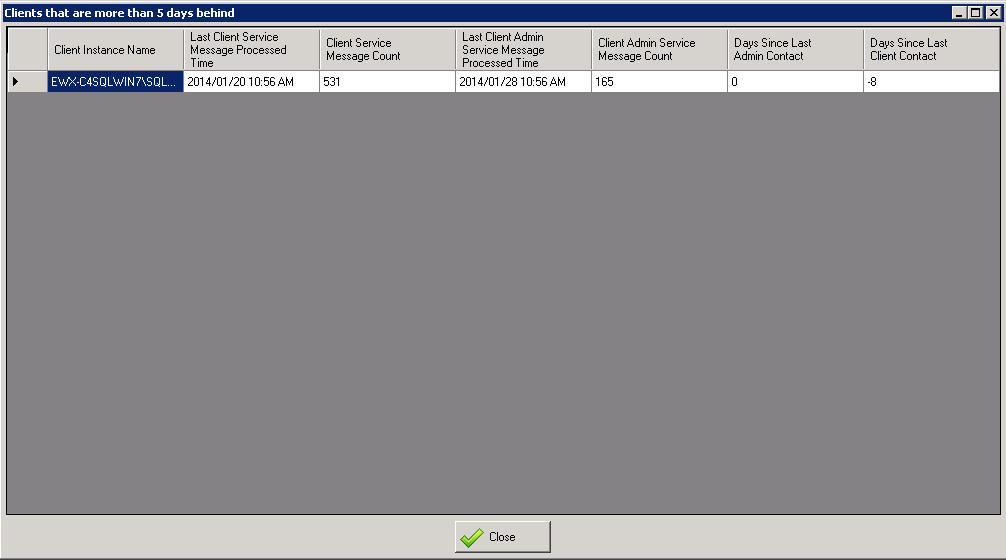 Clients that are more than 5 days behind
Client Instance Name
Last Client Service
Message Processed
Time
Client Service
Message Count
Last Client Admin
Service Message
Processed Time
Client Admin Service
Message Count
Days Since Last
Admin Contact
Days Since Last
Client Contact
EWX-C4SQLWIN7\SQL... 2014/01/20 10:56 AM 531 2014/01/28 10:56 AM 165 0 -8
Close